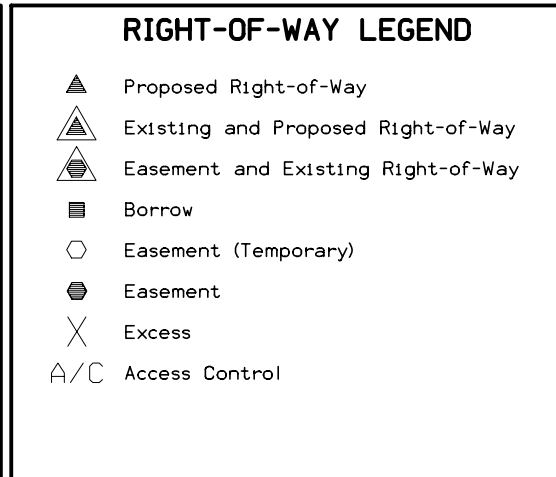 RIGHT-OF-WAY LEGEND
Proposed Right-of-Way
Existing and Proposed Right-of-Way
Easement and Existing Right-of-Way
Borrow
Easement (Temporary)
Easement
Excess
A/C Access Control